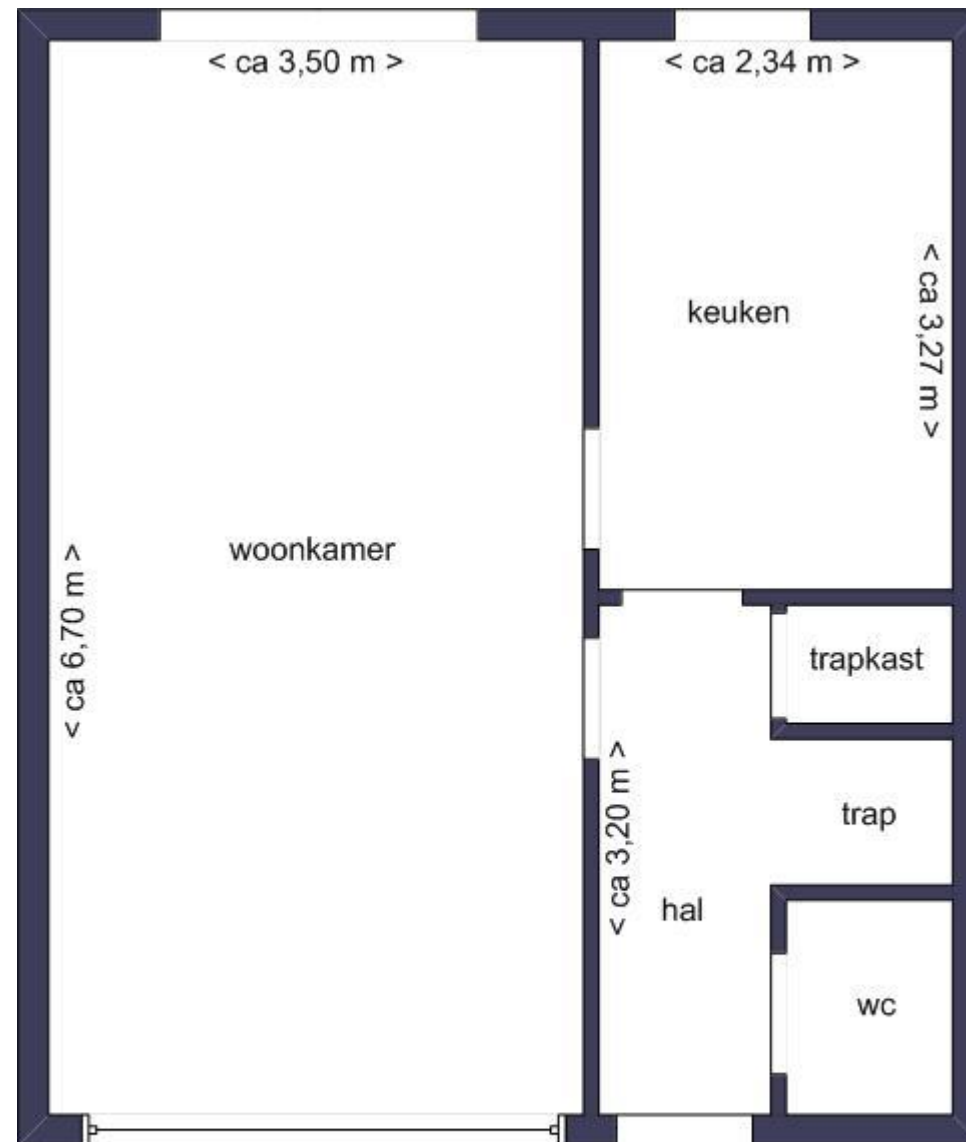 < ca 3,50 m >
< ca 2,34 m >
keuken
< ca 3,27 m >
woonkamer
< ca 6,70 m >
trapkast
trap
< ca 3,20 m >
hal
wc